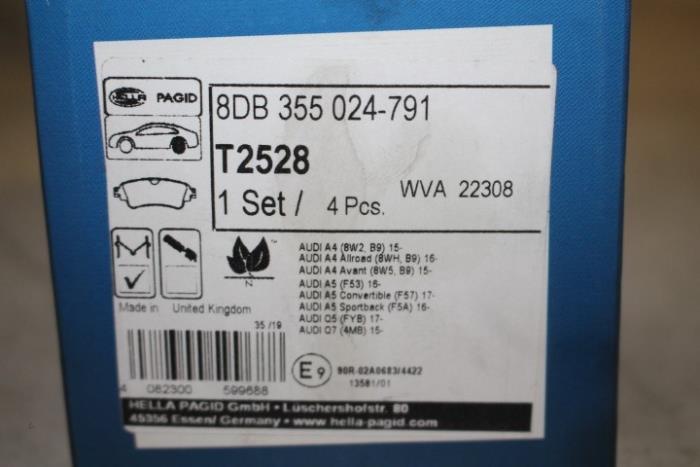 HELLA PAGID
8DB 355 024-791
T2528
1 Set / 4 Pcs. WVA 22308
AUDI A4 (8W2, B9) 15-
AUDI A4 Allroad (8WH, B9) 16-
AUDI A4 Avant (8W5, B9) 15-
AUDI A5 (F53) 16-
AUDI A5 Convertible (F57) 17-
AUDI A5 Sportback (F5A) 16-
AUDI Q5 (FYB) 17-
AUDI Q7 (4MB) 15-
N
Made in United Kingdom
35/19
4 082300 599688
E9 90R-02A0683/4422
13581/01
HELLA PAGID GmbH • Lüschershofstr. 80
45356 Essen/ Germany • www.hella-pagid.com